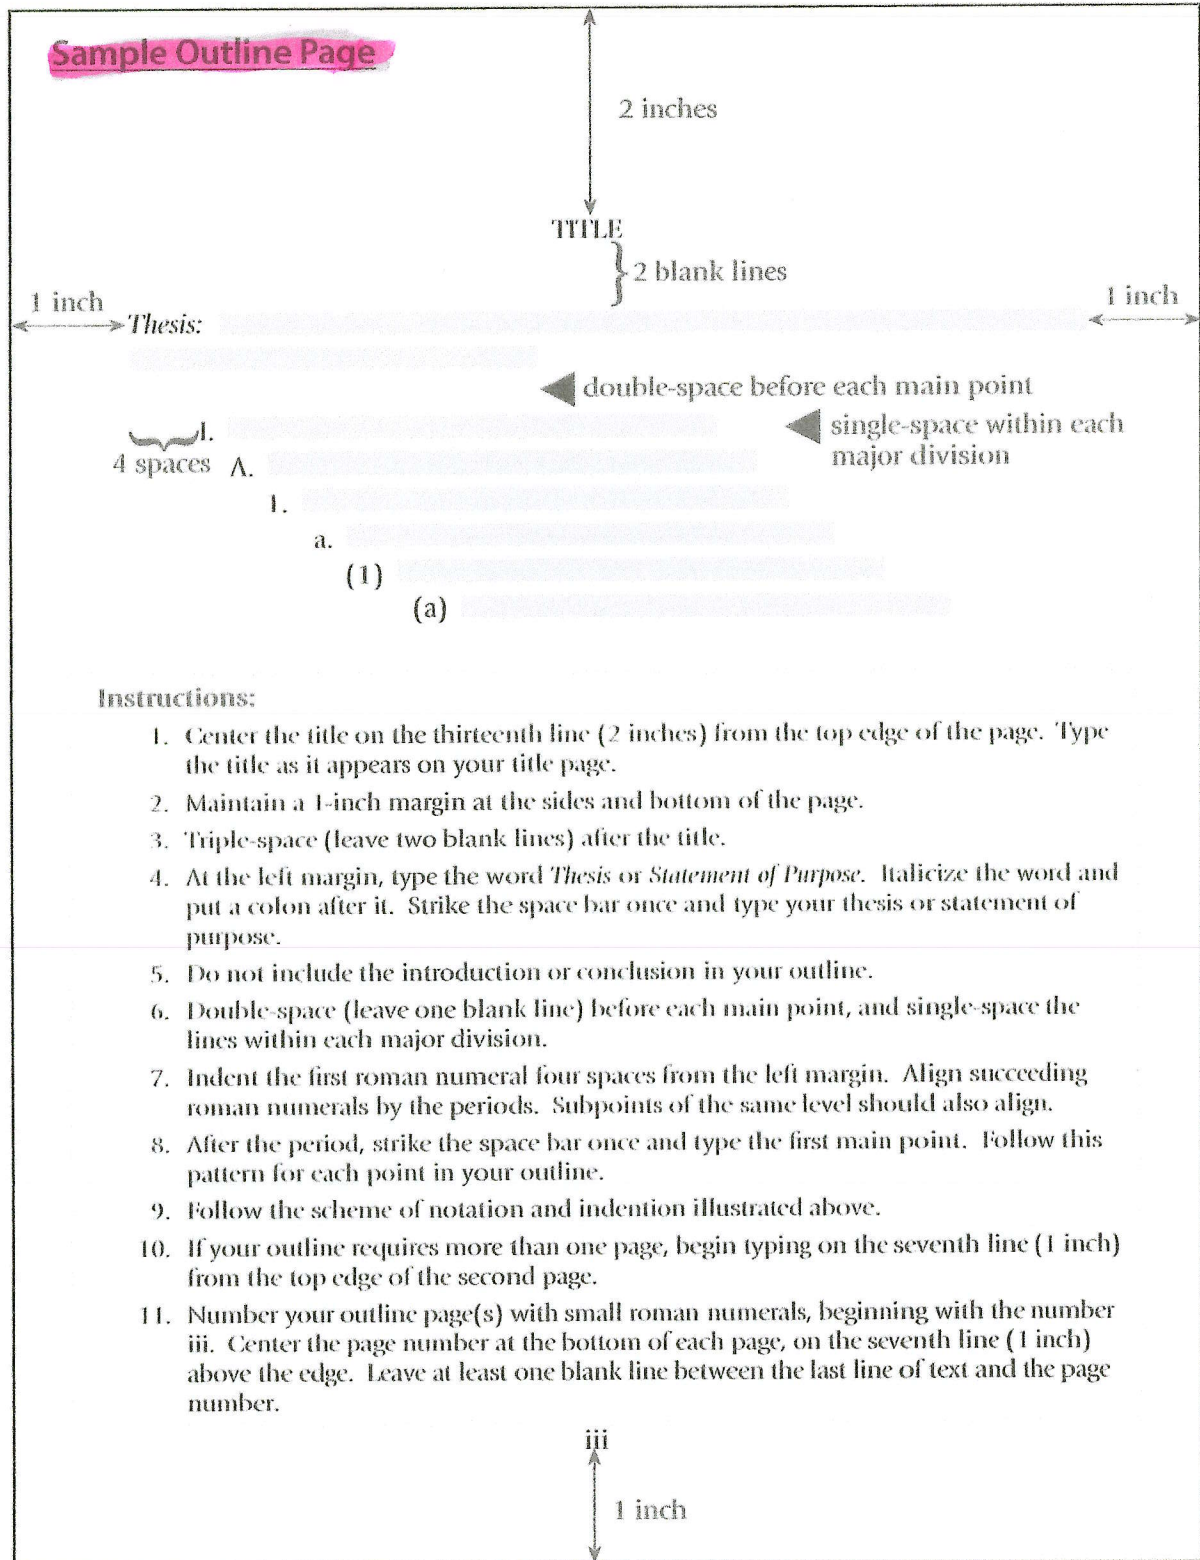 Sample Outline Page
2 inches
TITLE
2 blank lines
1 inch
1 inch
Thesis:
double-space before each main point
I.
single-space within each
major division
4 spaces
A.
1.
a.
(1)
(a)
Instructions:
1. Center the title on the thirteenth line (2 inches) from the top edge of the page. Type
the title as it appears on your title page.
2. Maintain a 1-inch margin at the sides and bottom of the page.
3. Triple-space (leave two blank lines) after the title.
4. At the left margin, type the word Thesis or Statement of Purpose. Italicize the word and
put a colon after it. Strike the space bar once and type your thesis or statement of
purpose.
5. Do not include the introduction or conclusion in your outline.
6. Double-space (leave one blank line) before each main point, and single-space the
lines within each major division.
7. Indent the first roman numeral four spaces from the left margin. Align succeeding
roman numerals by the periods. Subpoints of the same level should also align.
8. After the period, strike the space bar once and type the first main point. Follow this
pattern for each point in your outline.
9. Follow the scheme of notation and indention illustrated above.
10. If your outline requires more than one page, begin typing on the seventh line (1 inch)
from the top edge of the second page.
11. Number your outline page(s) with small roman numerals, beginning with the number
iii. Center the page number at the bottom of each page, on the seventh line (1 inch)
above the edge. Leave at least one blank line between the last line of text and the page
number.
iii
1 inch